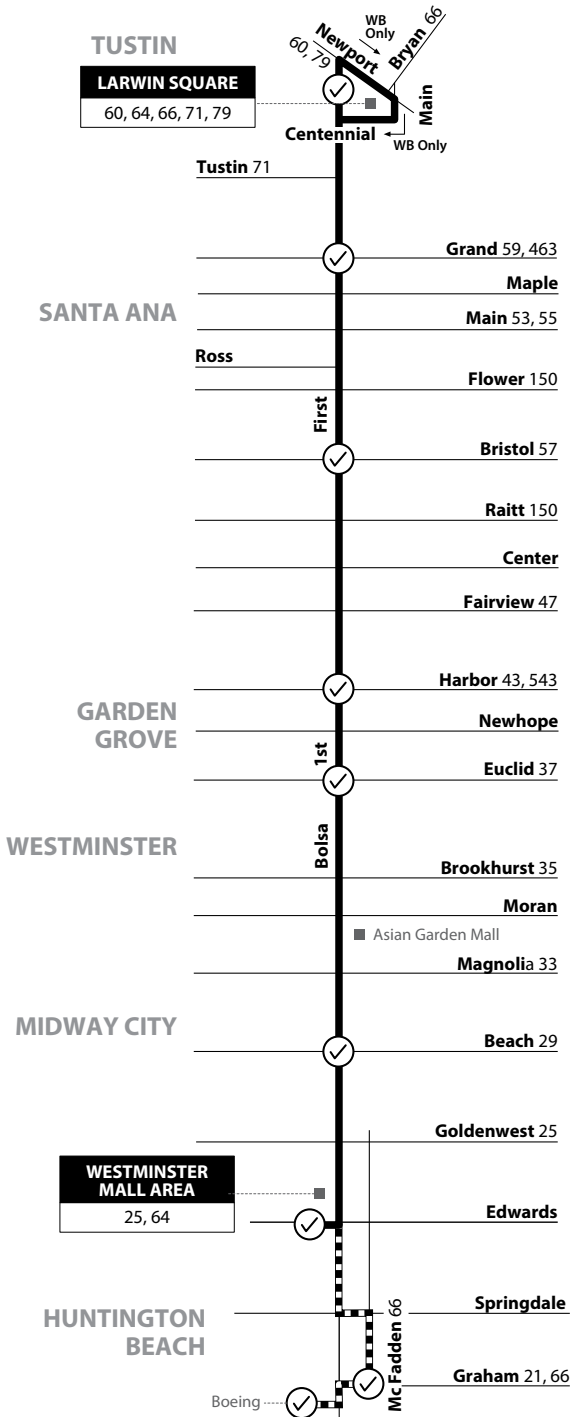 TUSTIN
WB
Only
Newport
60, 79
Bryan 66
Main
LARWIN SQUARE
60, 64, 66, 71, 79
Centennial
WB Only
Tustin 71
Grand 59, 463
Maple
SANTA ANA
Main 53, 55
Ross
Flower 150
First
Bristol 57
Raitt 150
Center
Fairview 47
Harbor 43, 543
GARDEN
GROVE
Newhope
1st
Euclid 37
WESTMINSTER
Bolsa
Brookhurst 35
Moran
Asian Garden Mall
Magnolia 33
MIDWAY CITY
Beach 29
Goldenwest 25
WESTMINSTER
MALL AREA
25, 64
Edwards
Springdale
HUNTINGTON
BEACH
Mc Fadden 66
Graham 21, 66
Boeing